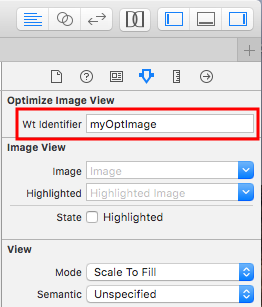 Optimize Image View
Wt Identifier myOptImage
Image View
Image Image
Highlighted Highlighted Image
State Highlighted
View
Mode Scale To Fill
Semantic Unspecified